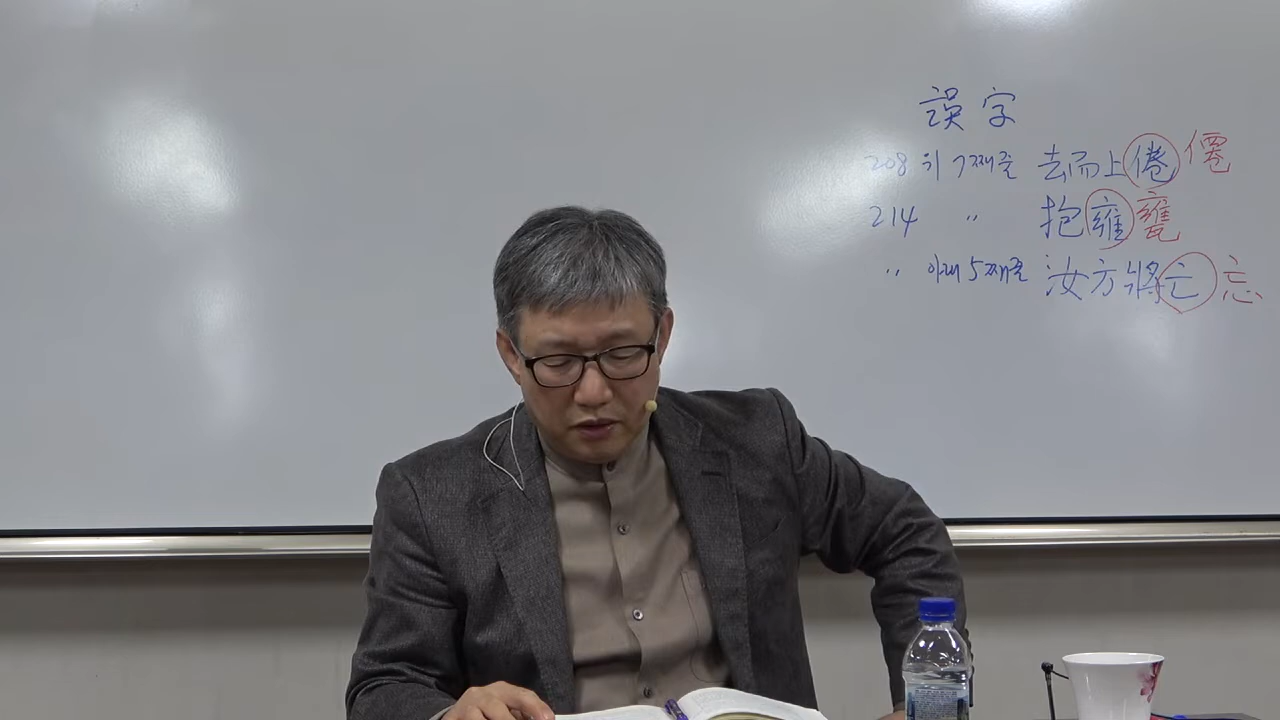 誤字
208 위 7째줄 去而上倦 僊
214 〃 抱雍 甕
〃 아래 5째줄 汝方將亡 忘